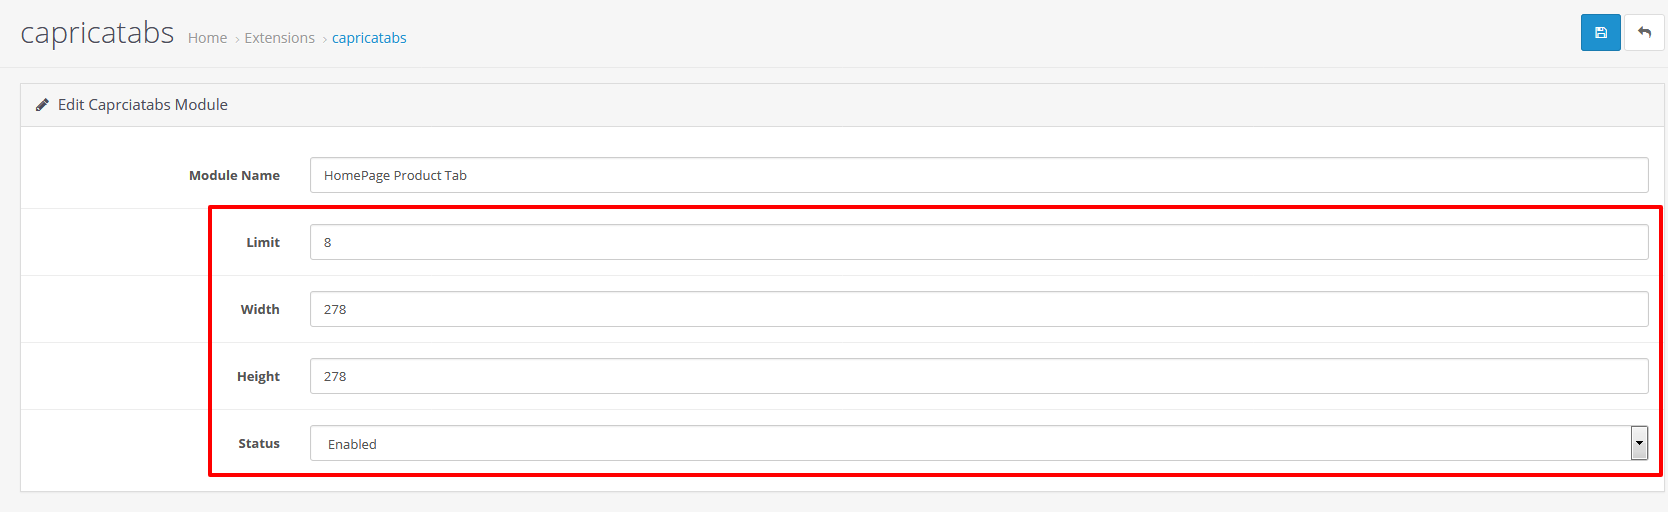 capricatabs Home › Extensions › capricatabs
Edit Caprciatabs Module
Module Name HomePage Product Tab
Limit 8
Width 278
Height 278
Status Enabled